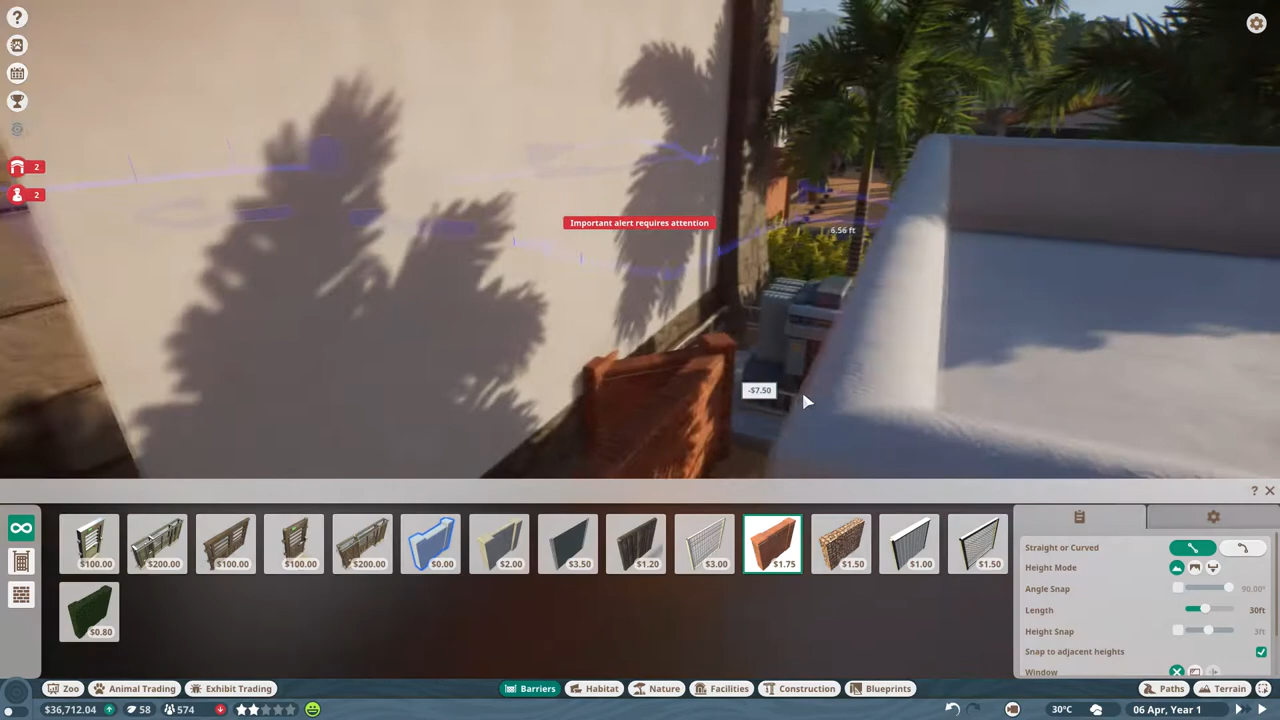 ?
2
2
Important alert requires attention
6.56 ft
-$7.50
?
$100.00
$200.00
$100.00
$100.00
$200.00
$0.00
$2.00
$3.50
$1.20
$3.00
$1.75
$1.50
$1.00
$1.50
$0.80
Straight or Curved
Height Mode
Angle Snap 90.00°
Length 30ft
Height Snap 3ft
Snap to adjacent heights
Window
Zoo
Animal Trading
Exhibit Trading
Barriers
Habitat
Nature
Facilities
Construction
Blueprints
Paths
Terrain
$36,712.04
58
574
30°C
06 Apr, Year 1